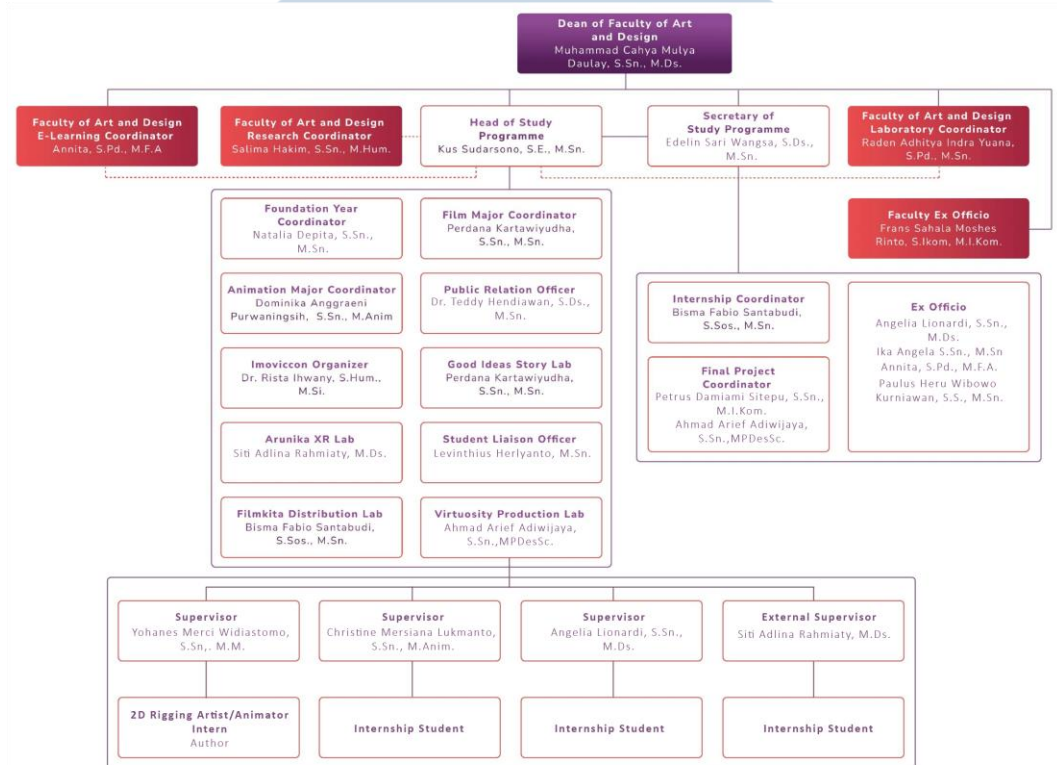 Dean of Faculty of Art
and Design
Muhammad Cahya Mulya
Daulay, S.Sn., M.Ds.
Faculty of Art and Design
E-Learning Coordinator
Annita, S.Pd., M.F.A
Faculty of Art and Design
Research Coordinator
Salima Hakim, S.Sn., M.Hum.
Head of Study
Programme
Kus Sudarsono, S.E., M.Sn.
Secretary of
Study Programme
Edelin Sari Wangsa, S.Ds.,
M.Sn.
Faculty of Art and Design
Laboratory Coordinator
Raden Adhitya Indra Yuana,
S.Pd., M.Sn.
Faculty Ex Officio
Frans Sahala Moshes
Rinto, S.Ikom, M.I.Kom.
Foundation Year
Coordinator
Natalia Depita, S.Sn.,
M.Sn.
Film Major Coordinator
Perdana Kartawiyudha,
S.Sn., M.Sn.
Animation Major Coordinator
Dominika Anggraeni
Purwaningsih, S.Sn., M.Anim
Public Relation Officer
Dr. Teddy Hendiawan, S.Ds.,
M.Sn.
Imoviccon Organizer
Dr. Rista Ihwany, S.Hum.,
M.Si.
Good Ideas Story Lab
Perdana Kartawiyudha,
S.Sn., M.Sn.
Arunika XR Lab
Siti Adlina Rahmiaty, M.Ds.
Student Liaison Officer
Levinthius Herlyanto, M.Sn.
Filmkita Distribution Lab
Bisma Fabio Santabudi,
S.Sos., M.Sn.
Virtuosity Production Lab
Ahmad Arief Adiwijaya,
S.Sn.,MPDesSc.
Internship Coordinator
Bisma Fabio Santabudi,
S.Sos., M.Sn.
Final Project
Coordinator
Petrus Damiami Sitepu, S.Sn.,
M.I.Kom.
Ahmad Arief Adiwijaya,
S.Sn.,MPDesSc.
Ex Officio
Angelia Lionardi, S.Sn.,
M.Ds.
Ika Angela S.Sn., M.Sn
Annita, S.Pd., M.F.A.
Paulus Heru Wibowo
Kurniawan, S.S., M.Sn.
Supervisor
Yohanes Merci Widiastomo,
S.Sn,. M.M.
Supervisor
Christine Mersiana Lukmanto,
S.Sn., M.Anim.
Supervisor
Angelia Lionardi, S.Sn.,
M.Ds.
External Supervisor
Siti Adlina Rahmiaty, M.Ds.
2D Rigging Artist/Animator
Intern
Author
Internship Student
Internship Student
Internship Student